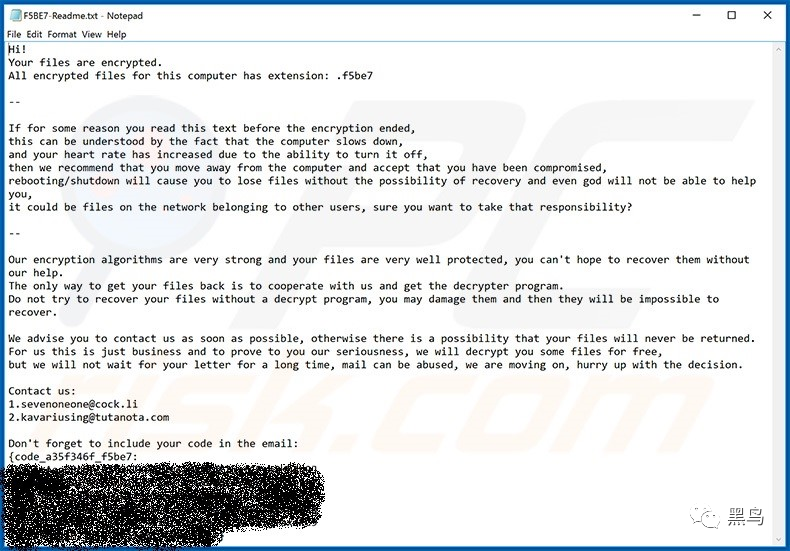 F5BE7-Readme.txt - Notepad
File Edit Format View Help
Hi!
Your files are encrypted.
All encrypted files for this computer has extension: .f5be7
--
If for some reason you read this text before the encryption ended,
this can be understood by the fact that the computer slows down,
and your heart rate has increased due to the ability to turn it off,
then we recommend that you move away from the computer and accept that you have been compromised,
rebooting/shutdown will cause you to lose files without the possibility of recovery and even god will not be able to help
you,
it could be files on the network belonging to other users, sure you want to take that responsibility?
--
Our encryption algorithms are very strong and your files are very well protected, you can't hope to recover them without
our help.
The only way to get your files back is to cooperate with us and get the decrypter program.
Do not try to recover your files without a decrypt program, you may damage them and then they will be impossible to
recover.
We advise you to contact us as soon as possible, otherwise there is a possibility that your files will never be returned.
For us this is just business and to prove to you our seriousness, we will decrypt you some files for free,
but we will not wait for your letter for a long time, mail can be abused, we are moving on, hurry up with the decision.
Contact us:
1.sevenoneone@cock.li
2.kavariusing@tutanota.com
Don't forget to include your code in the email:
{code_a35f346f_f5be7:
黑鸟
PC
risk.com